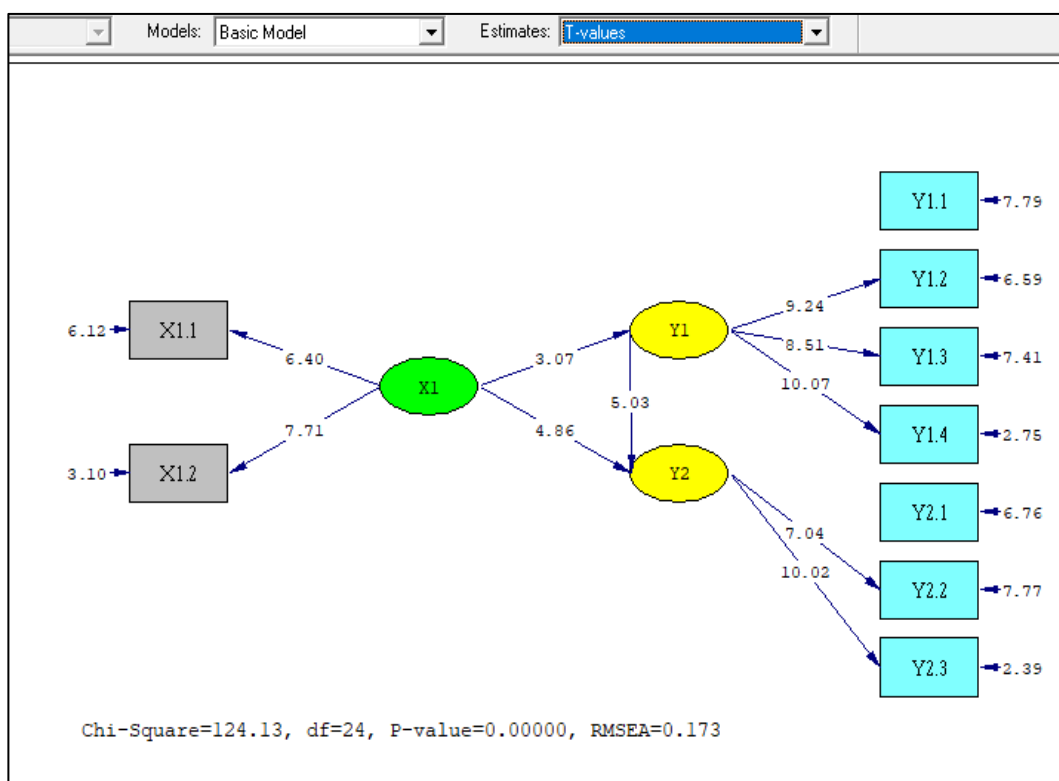 Models: Basic Model Estimates: T-values
Y1.1 7.79
Y1.2 6.59
9.24
6.12 X1.1 6.40 3.07 Y1 8.51 Y1.3 7.41
X1 5.03 10.07
7.71 4.86 Y1.4 2.75
3.10 X1.2 Y2
Y2.1 6.76
7.04
10.02
Y2.2 7.77
Y2.3 2.39
Chi-Square=124.13, df=24, P-value=0.00000, RMSEA=0.173